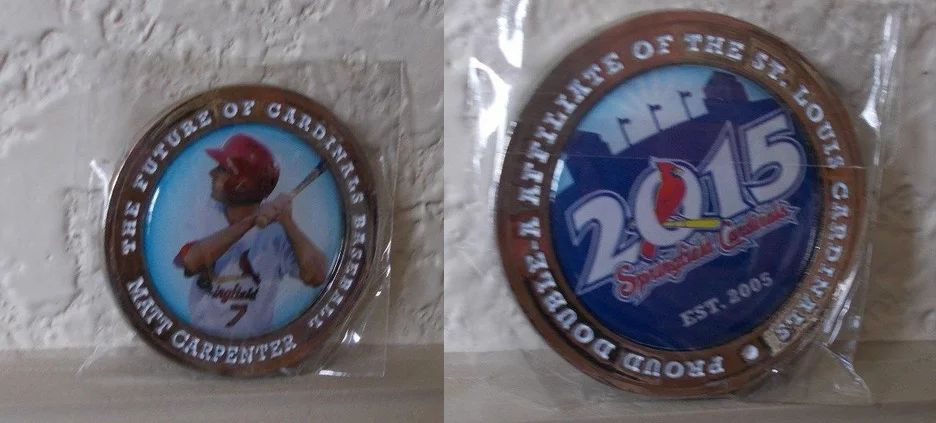 THE FUTURE OF CARDINALS BASEBALL
MATT CARPENTER
ingfield
7
PROUD DOUBLE-A AFFILIATE OF THE ST. LOUIS CARDINALS
2015
Springfield Cardinals
EST. 2005